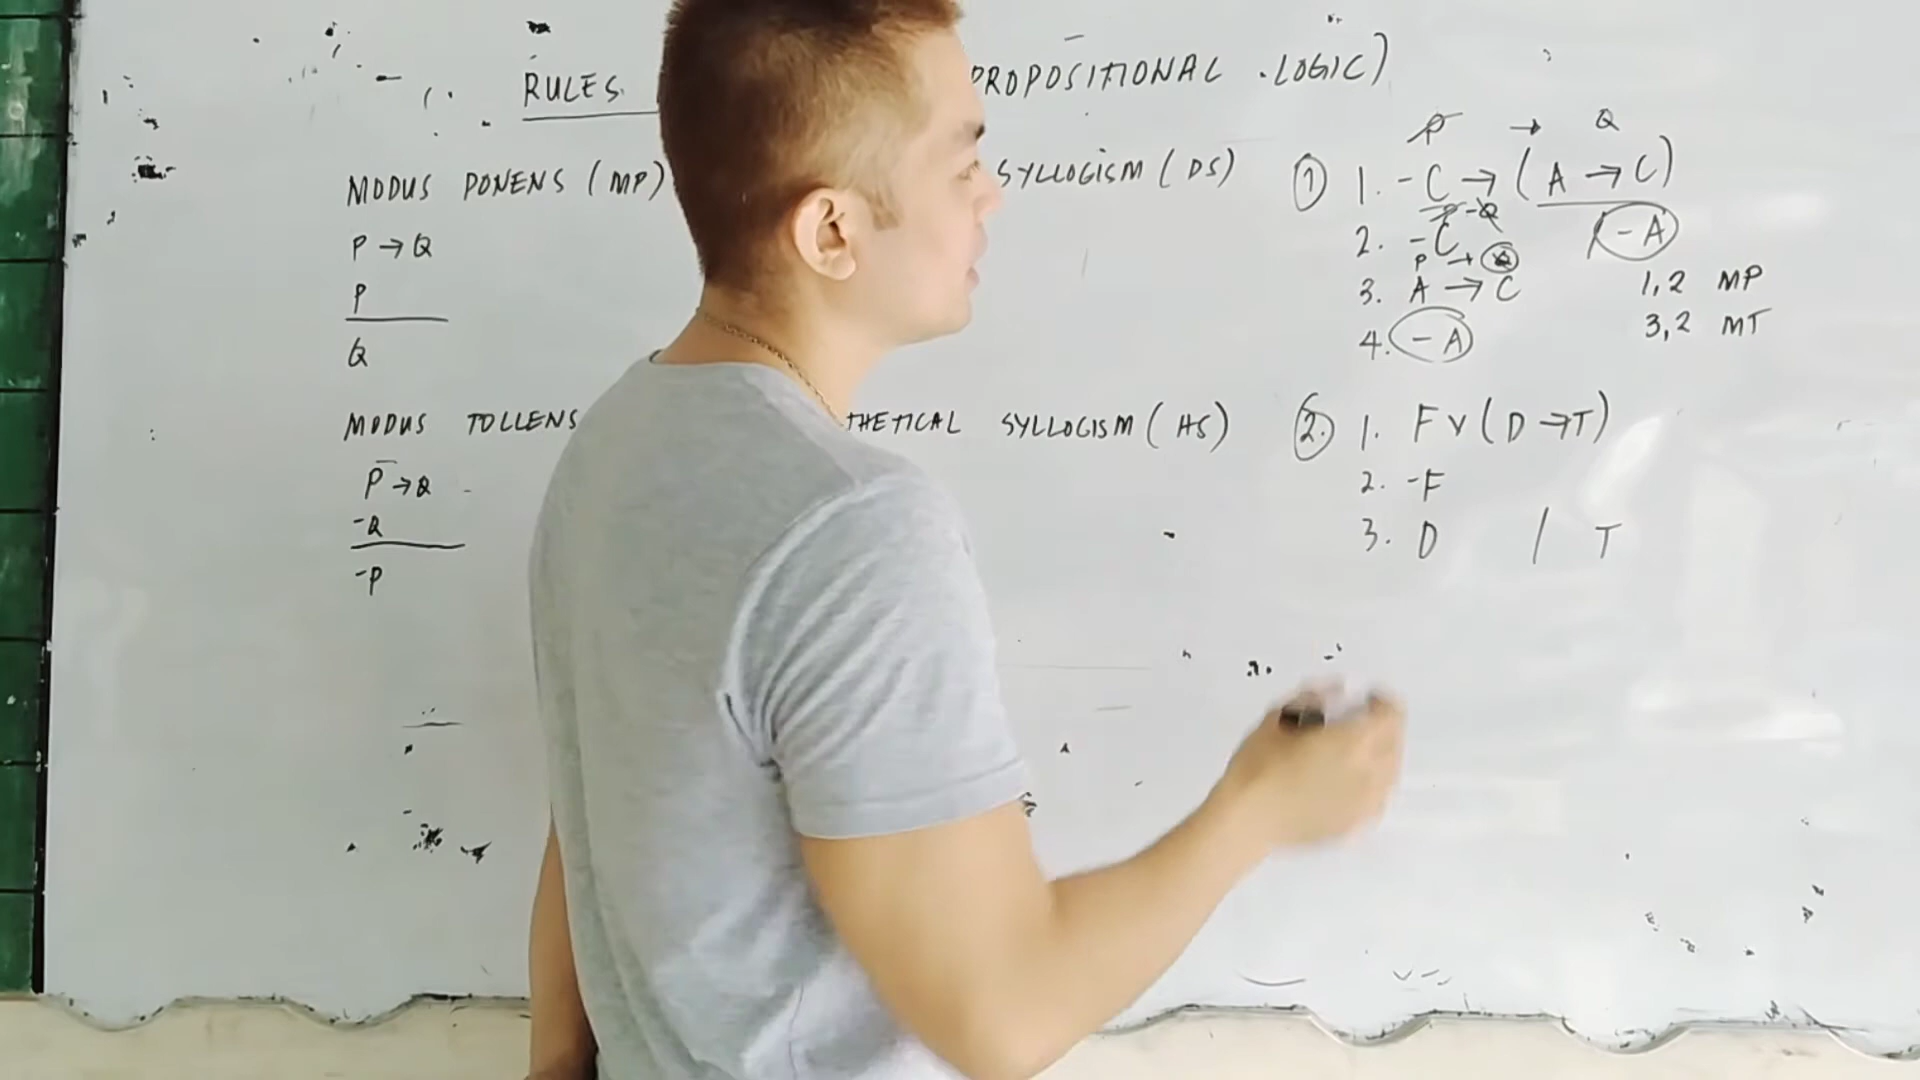 RULES PROPOSITIONAL LOGIC)
MODUS PONENS (MP)
P → Q
P
Q
MODUS TOLLENS
P → Q
-Q
-P
SYLLOGISM (DS)
THETICAL SYLLOGISM (HS)
P → Q
① 1. -C → (A → C)
P -Q
2. -C / -A
P → Q
3. A → C 1,2 MP
4. -A 3,2 MT
②. 1. F v (D → T)
2. -F
3. D / T